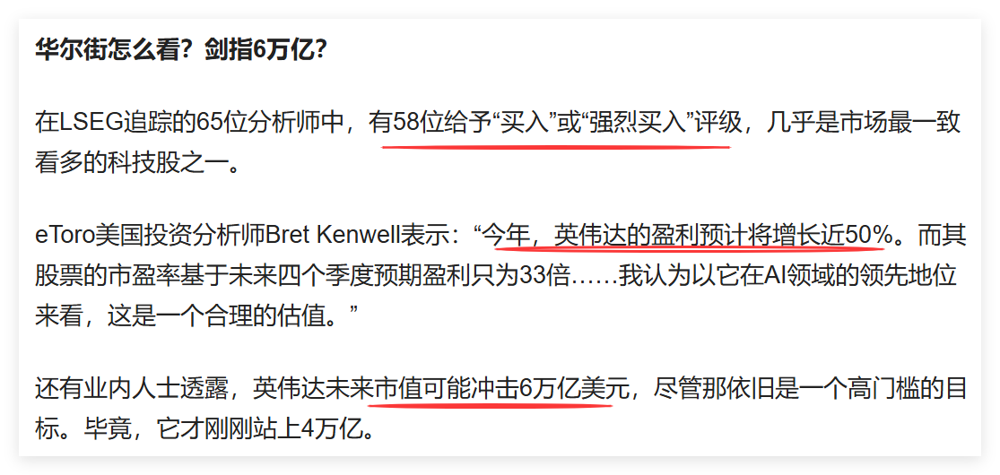 华尔街怎么看？剑指6万亿？
在LSEG追踪的65位分析师中，有58位给予“买入”或“强烈买入”评级，几乎是市场最一致
看多的科技股之一。
eToro美国投资分析师Bret Kenwell表示：“今年，英伟达的盈利预计将增长近50%。而其
股票的市盈率基于未来四个季度预期盈利只为33倍……我认为以它在AI领域的领先地位
来看，这是一个合理的估值。”
还有业内人士透露，英伟达未来市值可能冲击6万亿美元，尽管那依旧是一个高门槛的目
标。毕竟，它才刚刚站上4万亿。